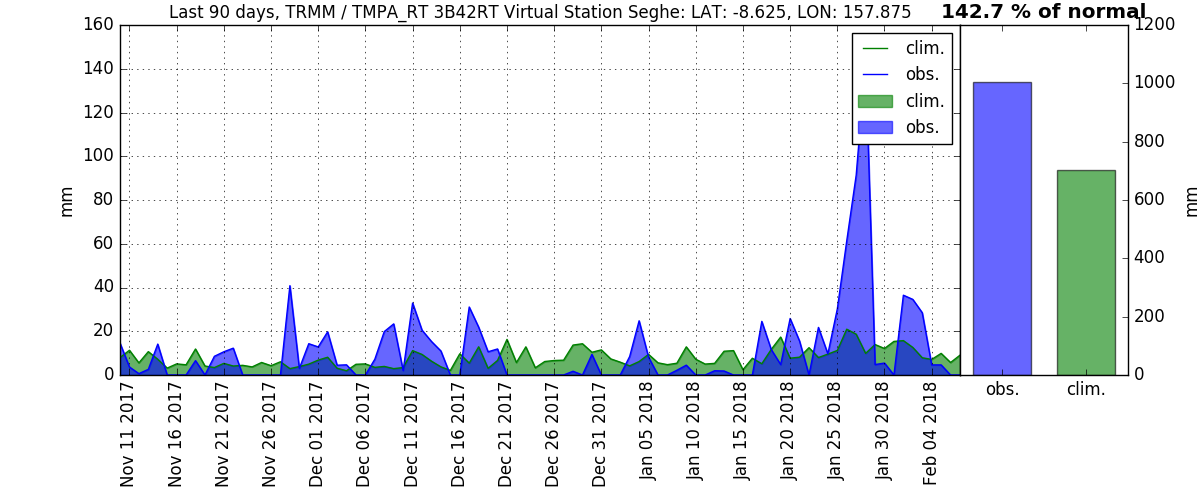 Last 90 days, TRMM / TMPA_RT 3B42RT Virtual Station Seghe: LAT: -8.625, LON: 157.875
142.7 % of normal
160
140
120
100
80
60
40
20
0
mm
clim.
obs.
clim.
obs.
1200
1000
800
600
400
200
0
mm
obs.
clim.
Nov 11 2017
Nov 16 2017
Nov 21 2017
Nov 26 2017
Dec 01 2017
Dec 06 2017
Dec 11 2017
Dec 16 2017
Dec 21 2017
Dec 26 2017
Dec 31 2017
Jan 05 2018
Jan 10 2018
Jan 15 2018
Jan 20 2018
Jan 25 2018
Jan 30 2018
Feb 04 2018